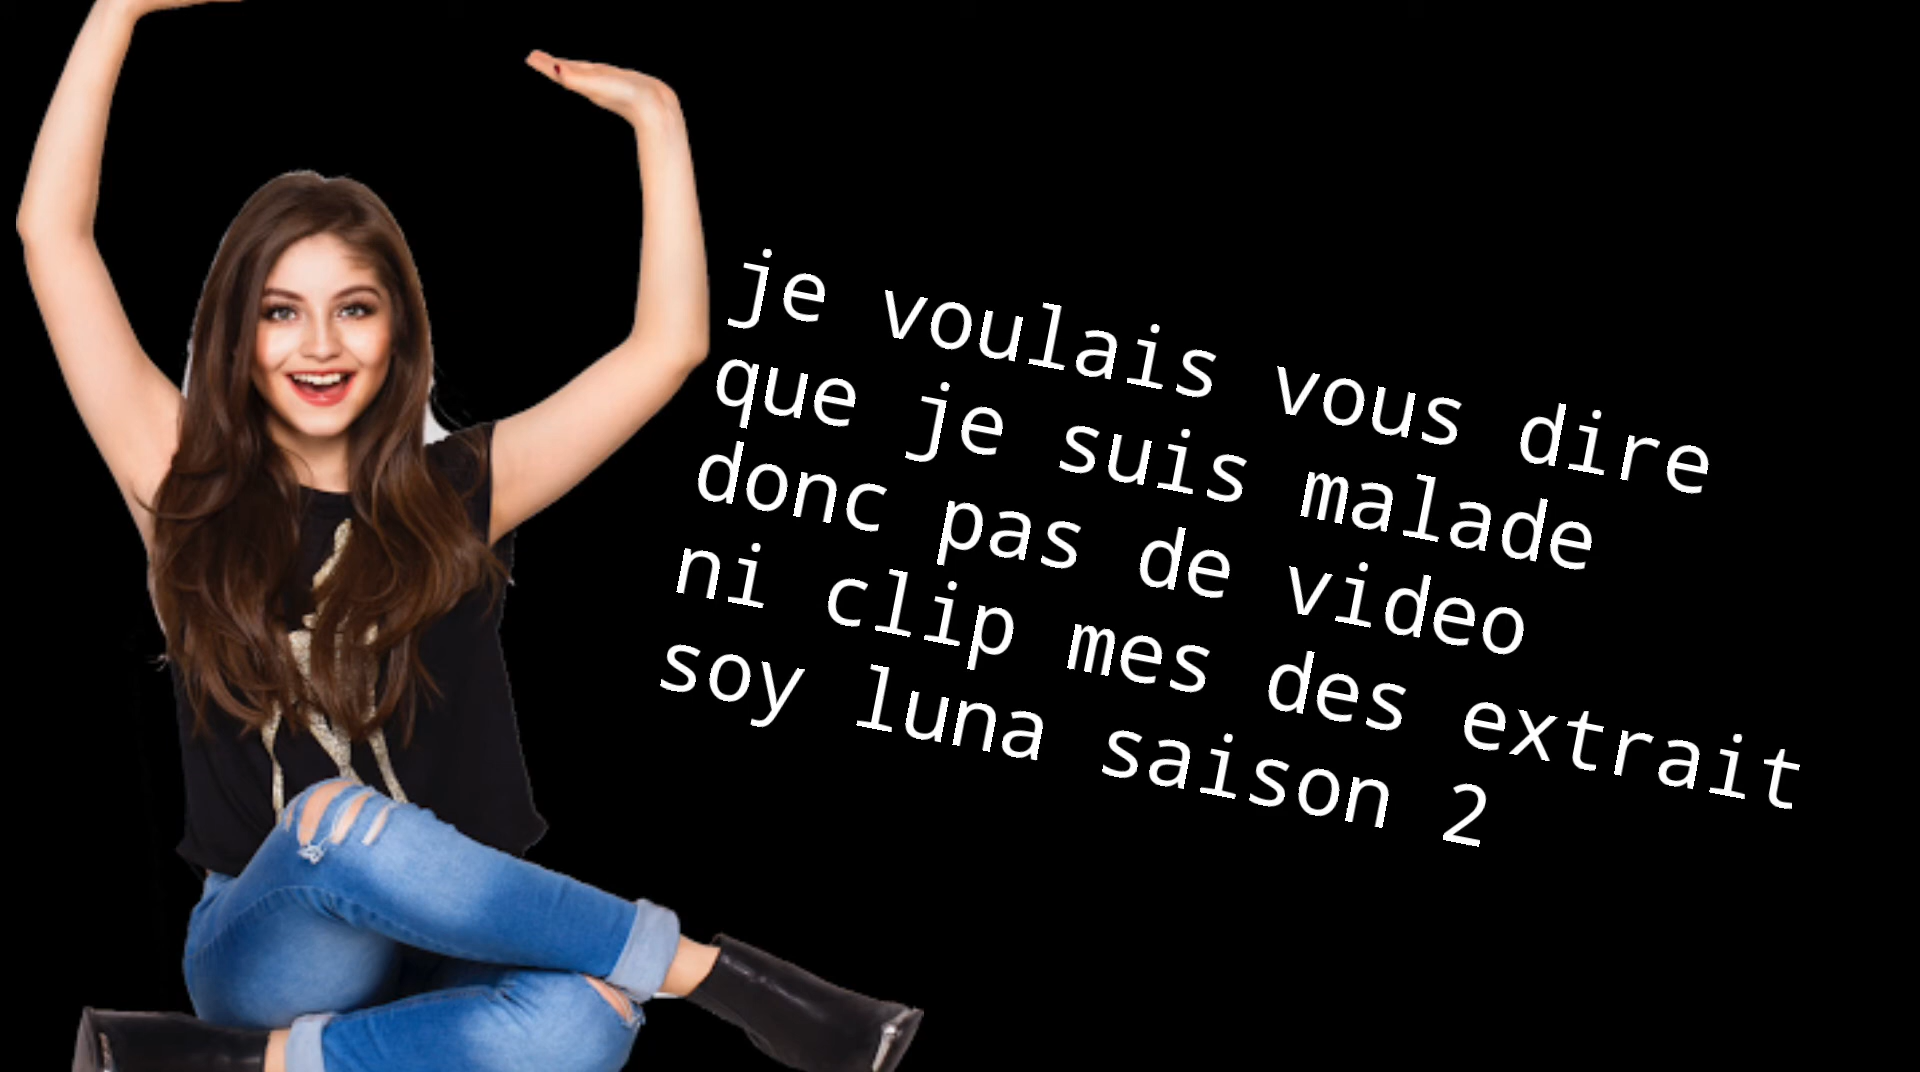 je voulais vous dire
que je suis malade
donc pas de video
ni clip mes des extrait
soy luna saison 2